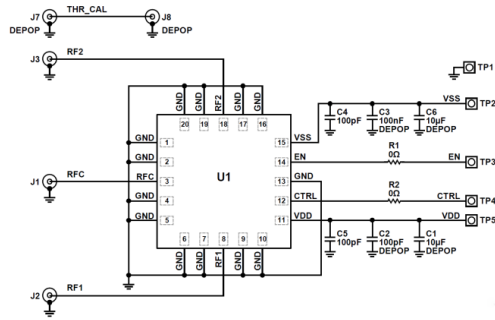 J7 THR_CAL J8
DEPOP DEPOP
J3 RF2
TP1
GND GND RF2 GND GND
20 19 18 17 16
C4 C3 C6 VSS TP2
100pF 100nF 10µF
DEPOP DEPOP
GND 1 15 VSS
R1
0Ω
GND 2 14 EN EN TP3
U1
J1 RFC RFC 3 13 GND
R2
0Ω
GND 4 12 CTRL CTRL TP4
GND 5 11 VDD VDD TP5
6 7 8 9 10
GND GND RF1 GND GND
C5 C2 C1
100pF 100pF 10µF
DEPOP DEPOP
J2 RF1